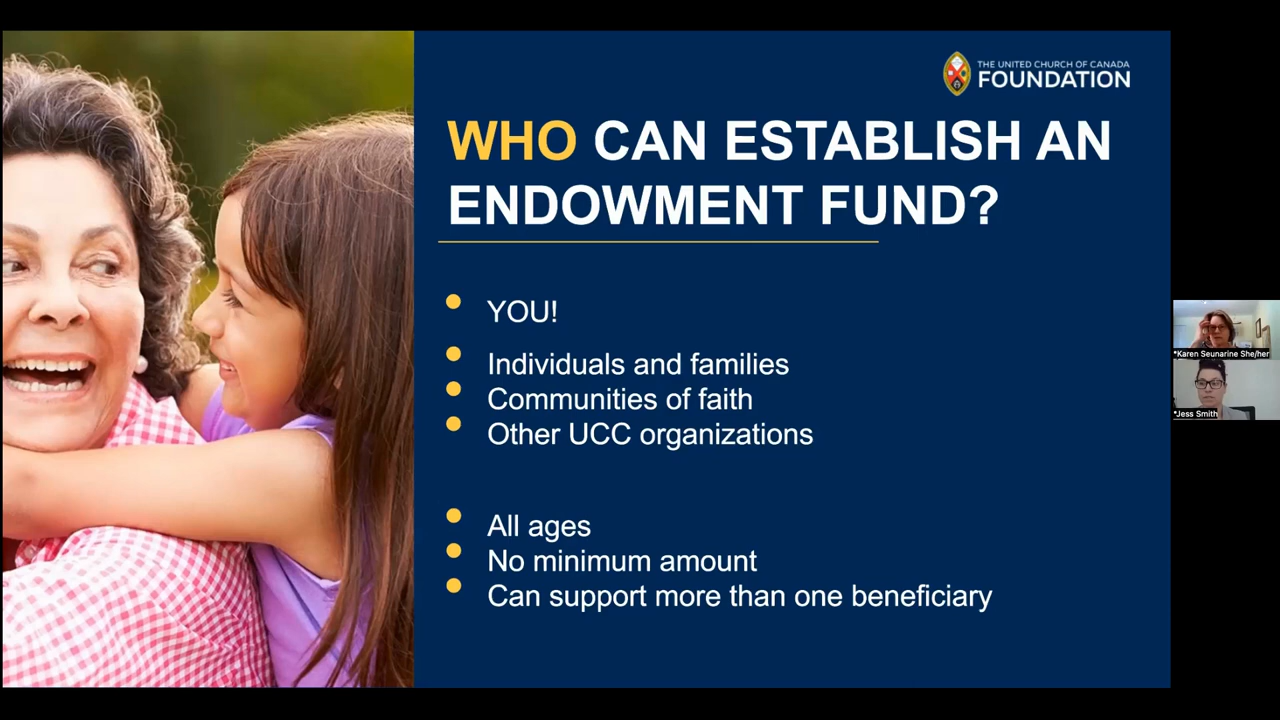 THE UNITED CHURCH OF CANADA
FOUNDATION
WHO CAN ESTABLISH AN
ENDOWMENT FUND?
YOU!
Individuals and families
Communities of faith
Other UCC organizations
All ages
No minimum amount
Can support more than one beneficiary
*Karen Seunarine She/her
*Jess Smith